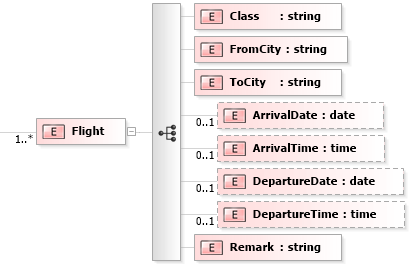 E Class : string
E FromCity : string
E ToCity : string
0..1 E ArrivalDate : date
0..1 E ArrivalTime : time
1..* E Flight
0..1 E DepartureDate : date
0..1 E DepartureTime : time
E Remark : string